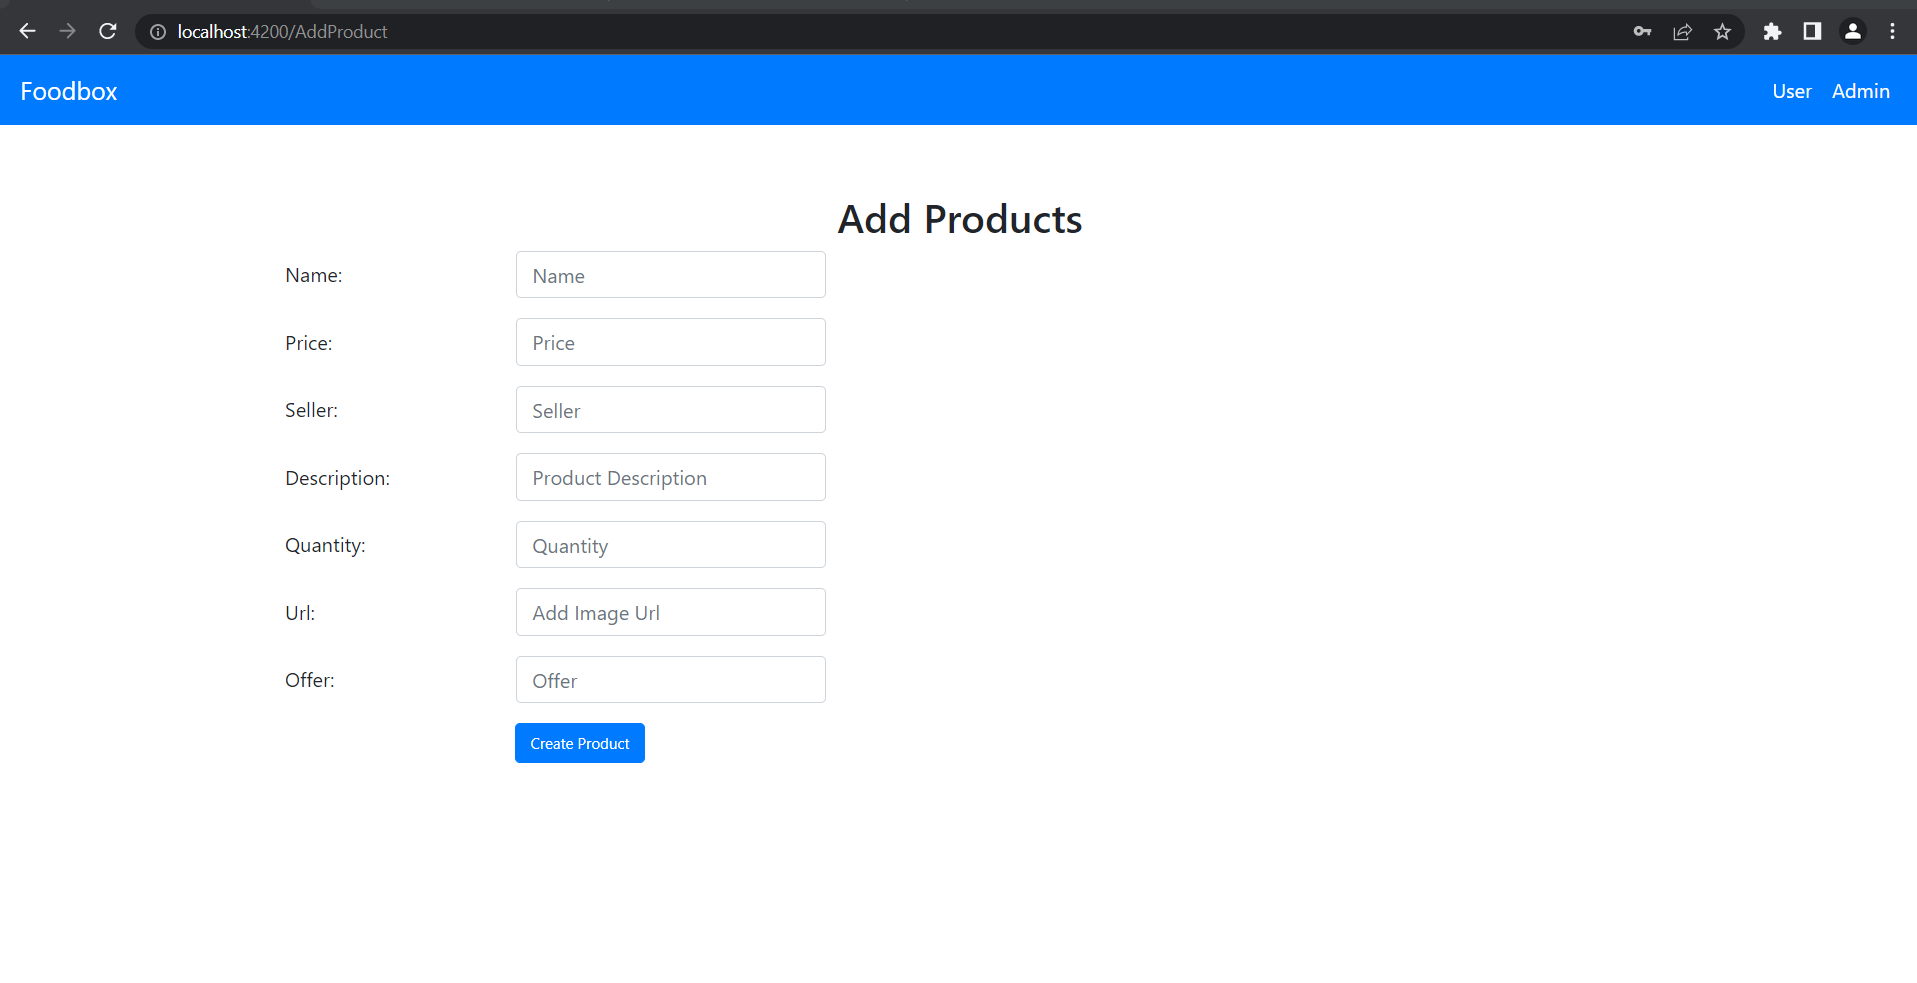 localhost:4200/AddProduct
Foodbox User Admin
Add Products
Name: Name
Price: Price
Seller: Seller
Description: Product Description
Quantity: Quantity
Url: Add Image Url
Offer: Offer
Create Product